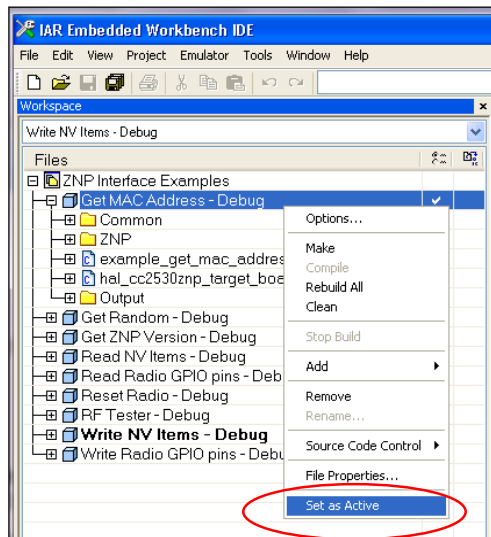 IAR Embedded Workbench IDE
File Edit View Project Emulator Tools Window Help
Workspace
Write NV Items - Debug
Files
ZNP Interface Examples
Get MAC Address - Debug
Common
ZNP
example_get_mac_addres
hal_cc2530znp_target_boa
Output
Get Random - Debug
Get ZNP Version - Debug
Read NV Items - Debug
Read Radio GPIO pins - Deb
Reset Radio - Debug
RF Tester - Debug
Write NV Items - Debug
Write Radio GPIO pins - Debu
Options...
Make
Compile
Rebuild All
Clean
Stop Build
Add
Remove
Rename...
Source Code Control
File Properties...
Set as Active